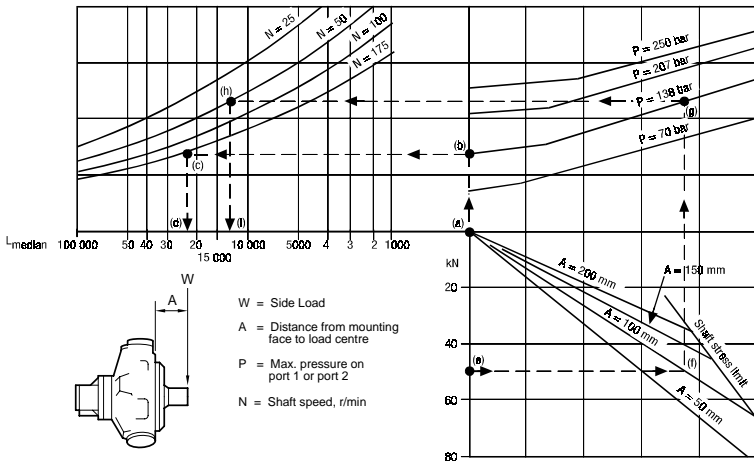 N = 25
N = 50
N = 100
N = 175
P = 250 bar
P = 207 bar
P = 138 bar
P = 70 bar
(h)
(g)
(b)
(c)
(d)
(i)
(a)
Lmedian
100 000
50
40
30
20
15 000
10 000
5000
4
3
2
1000
kN
20
40
60
80
A = 200 mm
A = 150 mm
A = 100 mm
A = 50 mm
Shaft stress limit
(e)
(f)
W
A
W = Side Load
A = Distance from mounting
face to load centre
P = Max. pressure on
port 1 or port 2
N = Shaft speed, r/min